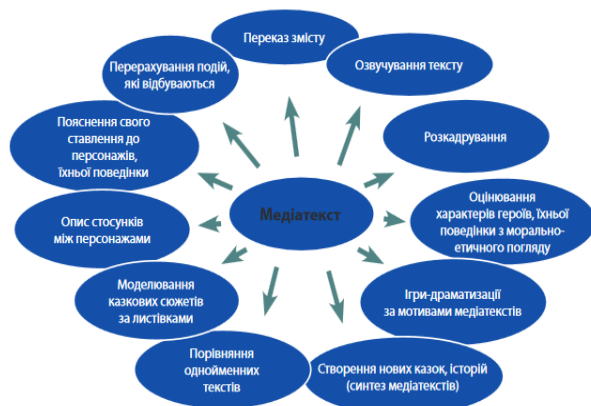 Переказ змісту
Озвучування тексту
Розкадрування
Оцінювання
характерів героїв, їхньої
поведінки з морально-
етичного погляду
Ігри-драматизації
за мотивами медіатекстів
Створення нових казок, історій
(синтез медіатекстів)
Порівняння
однойменних
текстів
Моделювання
казкових сюжетів
за листівками
Опис стосунків
між персонажами
Пояснення свого
ставлення до
персонажів,
їхньої поведінки
Перерахування подій,
які відбуваються
Медіатекст